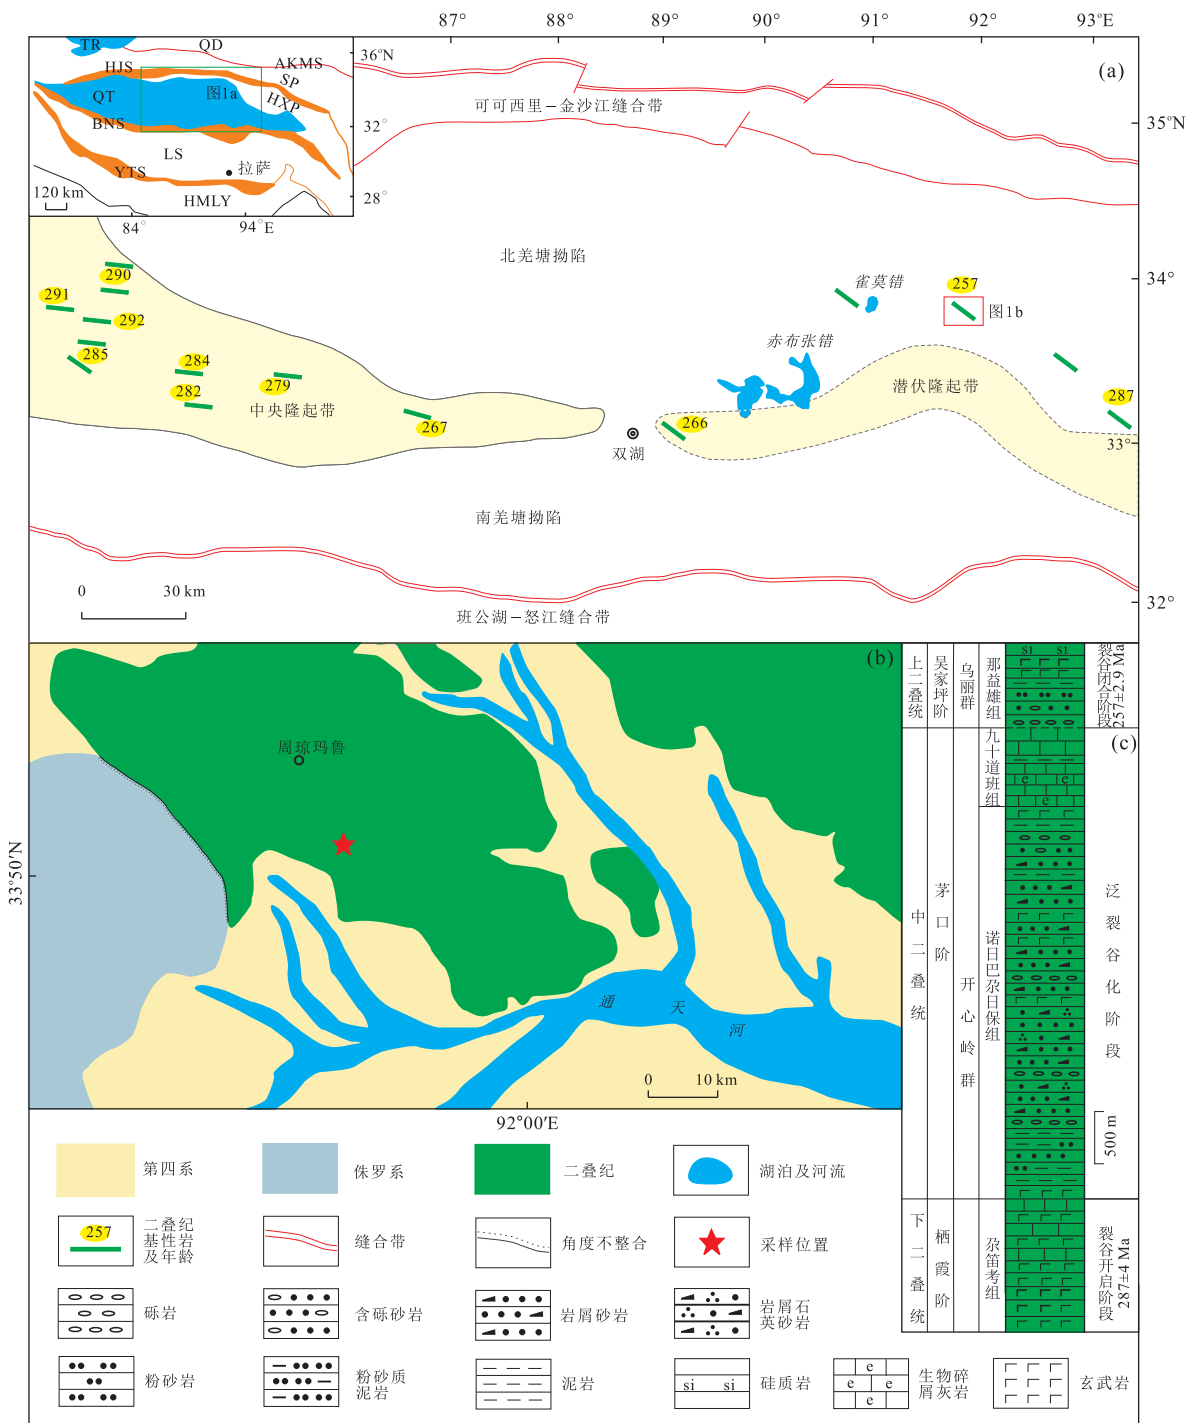 87°
88°
89°
90°
91°
92°
93°E
TR
QD
36°N
HJS
AKMS
SP
QT
图1a
HXP
BNS
32°
LS
YTS
拉萨
120 km
HMLY
28°
84°
94°E
(a)
可可西里–金沙江缝合带
35°N
北羌塘拗陷
34°
雀莫错
257
图1b
赤布张错
290
291
292
285
284
282
279
中央隆起带
267
潜伏隆起带
287
266
33°
双湖
南羌塘拗陷
0 30 km
班公湖–怒江缝合带
32°
(b)
周琼玛鲁
33°50′N
通天河
0 10 km
92°00′E
(c)
上二叠统
吴家坪阶
乌丽群
那益雄组
si si
裂谷闭合阶段
257±2.9 Ma
九十道班组
e e
e
中二叠统
茅口阶
开心岭群
诺日巴尕日保组
泛裂谷化阶段
500 m
下二叠统
栖霞阶
尕笛考组
裂谷开启阶段
287±4 Ma
第四系
侏罗系
二叠纪
湖泊及河流
257
二叠纪
基性岩
及年龄
缝合带
角度不整合
采样位置
砾岩
含砾砂岩
岩屑砂岩
岩屑石
英砂岩
粉砂岩
粉砂质
泥岩
泥岩
si si
硅质岩
e
e e
e
生物碎
屑灰岩
玄武岩